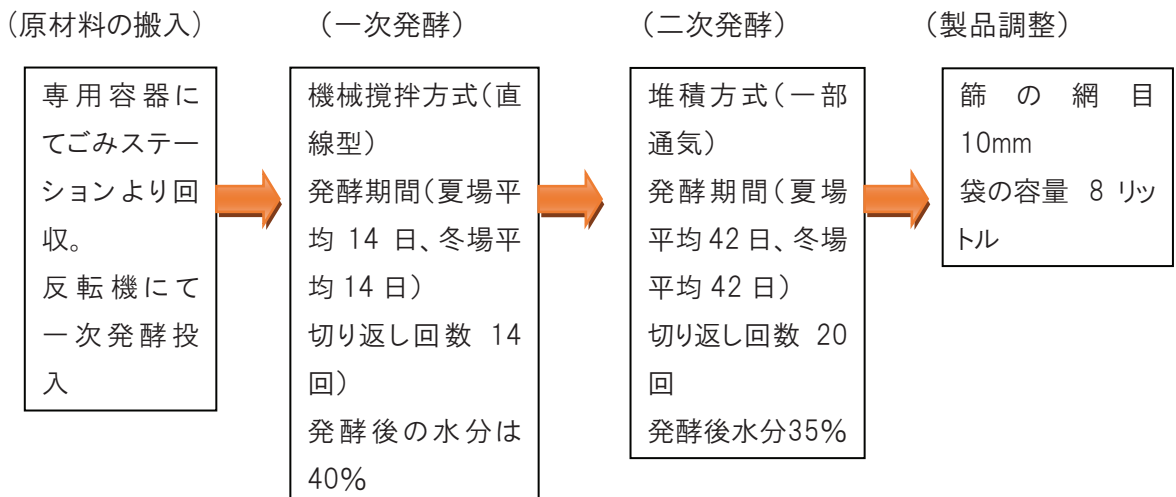 （原材料の搬入）
（一次発酵）
（二次発酵）
（製品調整）
専用容器に
てごみステー
ションより回
収。
反転機にて
一次発酵投
入
機械撹拌方式（直
線型）
発酵期間（夏場平
均 14 日、冬場平
均 14 日）
切り返し回数 14
回）
発酵後の水分は
40％
堆積方式（一部
通気）
発酵期間（夏場
平均 42 日、冬場
平均 42 日）
切り返し回数 20
回
発酵後水分35％
篩の網目
10mm
袋の容量 8 リッ
トル